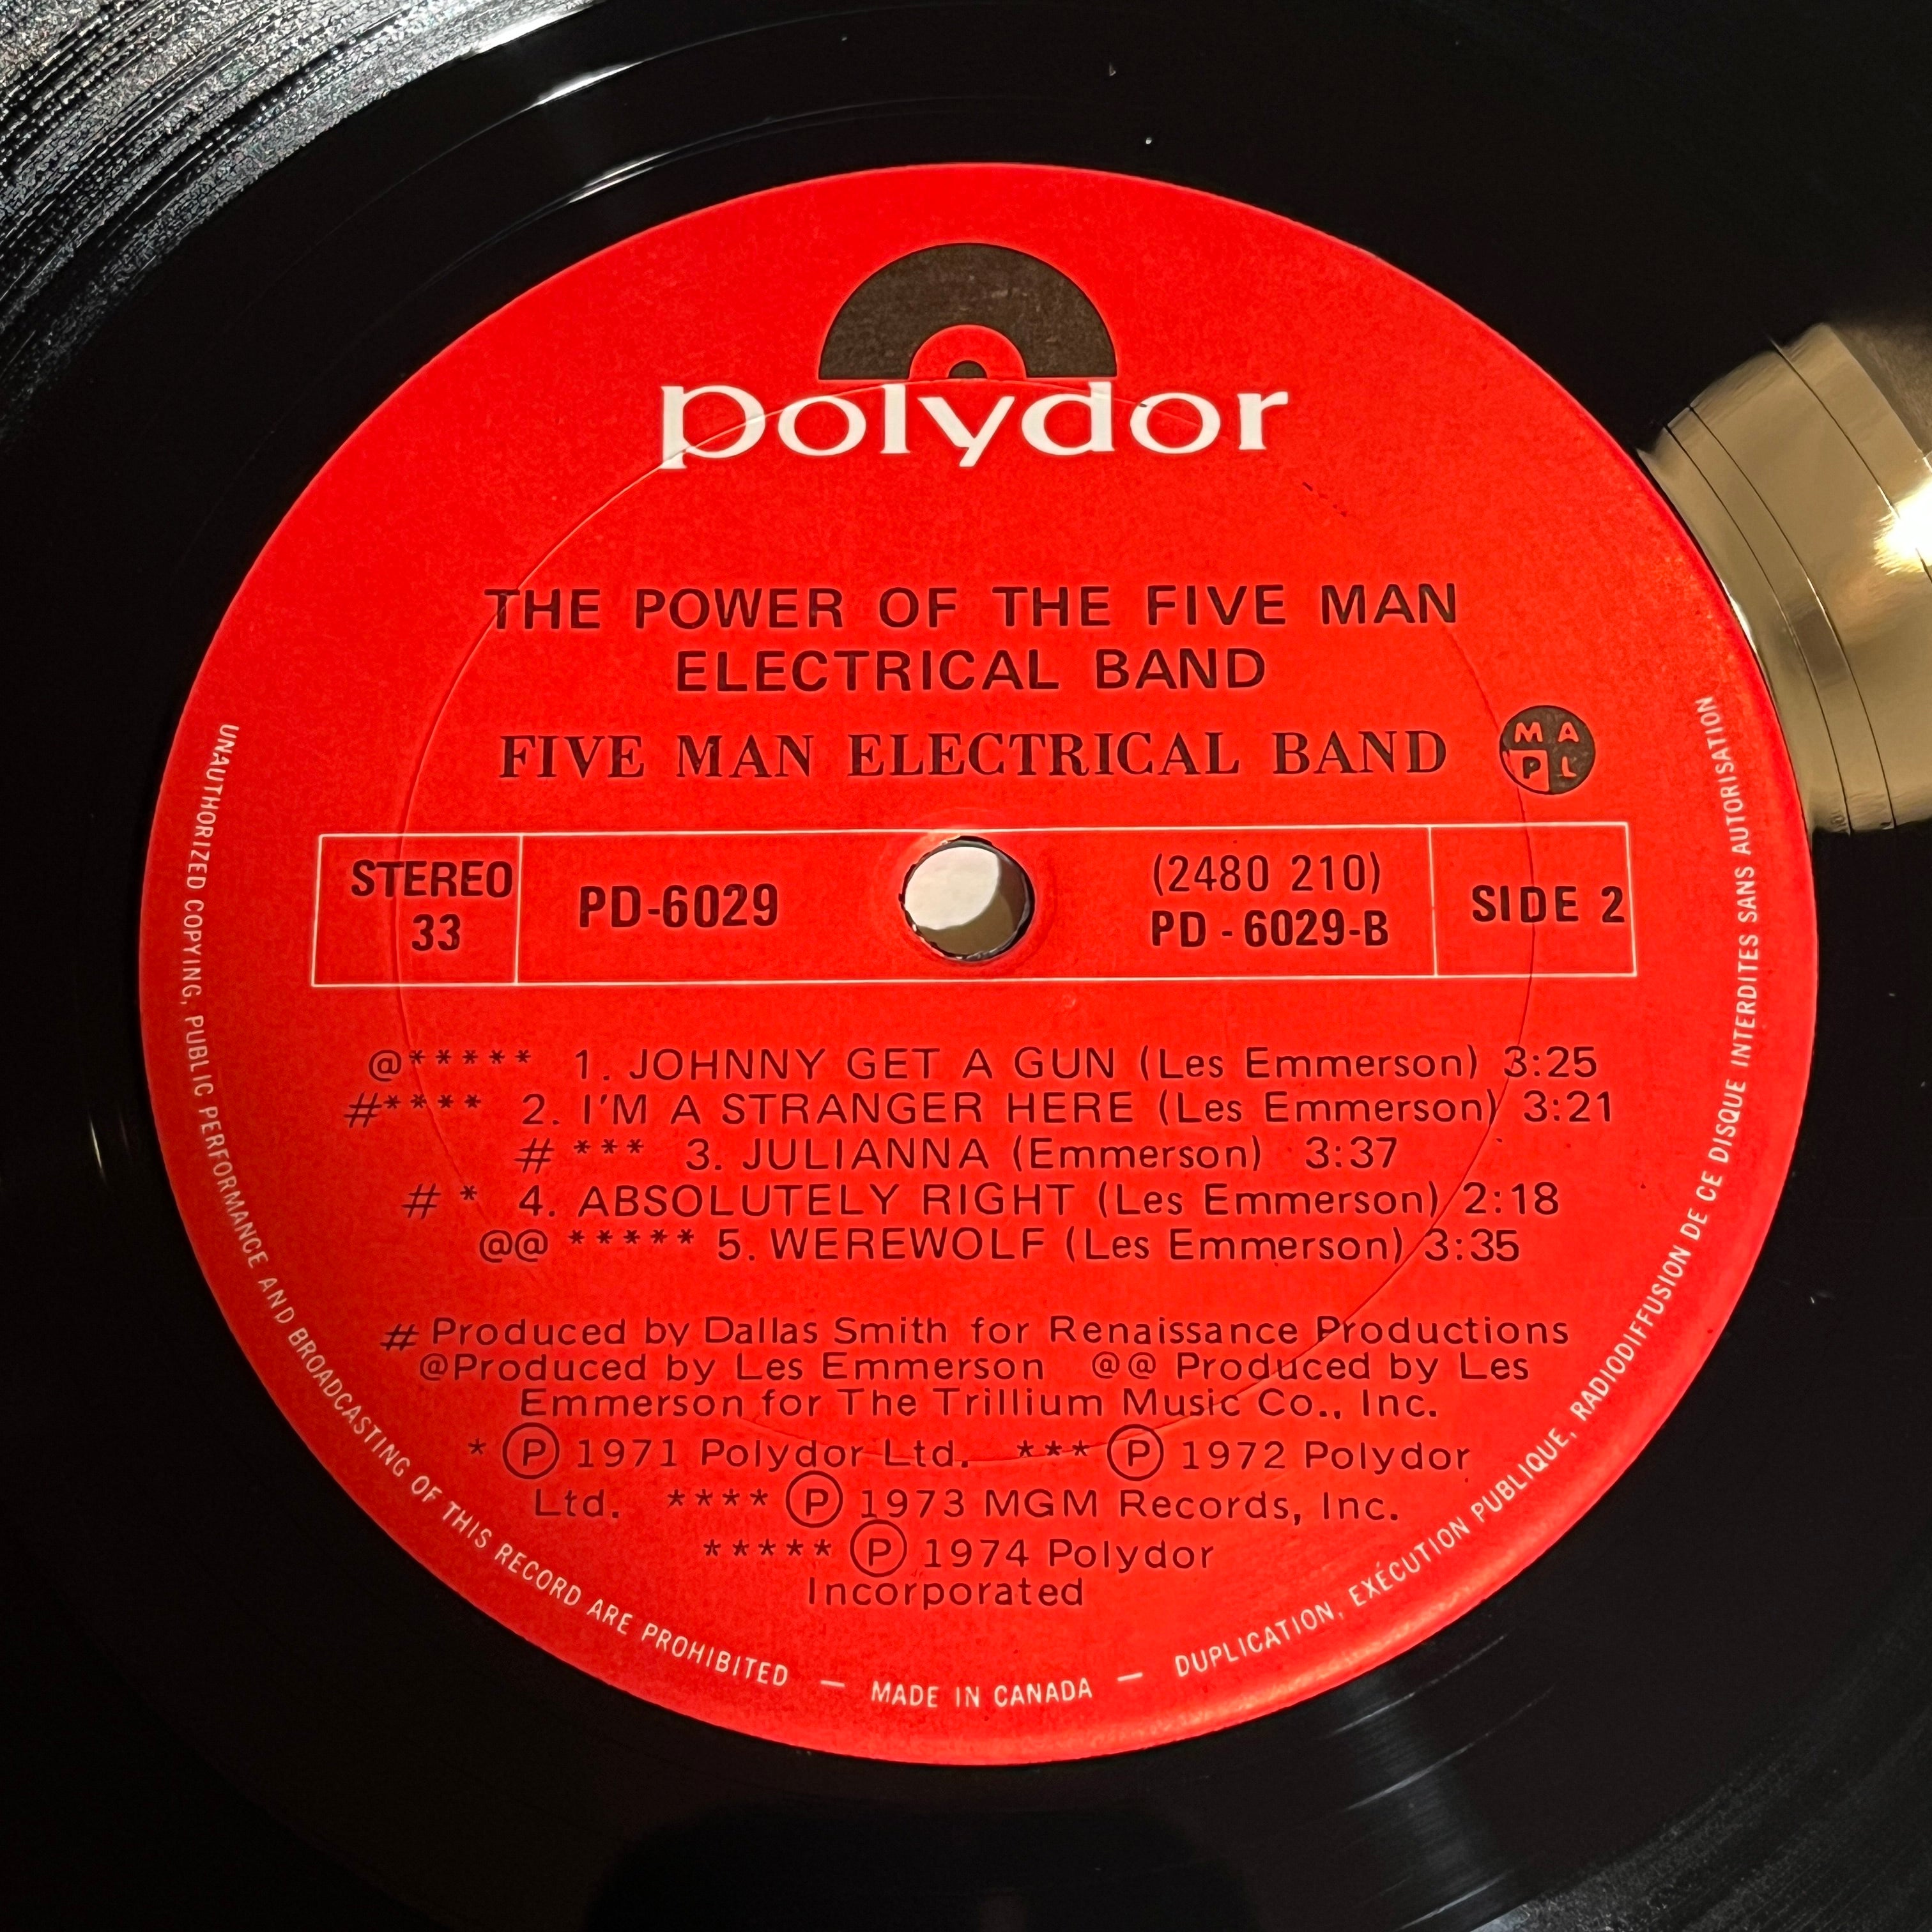 polydor
THE POWER OF THE FIVE MAN
ELECTRICAL BAND
FIVE MAN ELECTRICAL BAND
M A
P L
STEREO
33
PD-6029
(2480 210)
PD - 6029-B
SIDE 2
@***** 1. JOHNNY GET A GUN (Les Emmerson) 3:25
#**** 2. I'M A STRANGER HERE (Les Emmerson) 3:21
# *** 3. JULIANNA (Emmerson) 3:37
# * 4. ABSOLUTELY RIGHT (Les Emmerson) 2:18
@@ ***** 5. WEREWOLF (Les Emmerson) 3:35
# Produced by Dallas Smith for Renaissance Productions
@Produced by Les Emmerson @@ Produced by Les
Emmerson for The Trillium Music Co., Inc.
* Ⓟ 1971 Polydor Ltd. *** Ⓟ 1972 Polydor
Ltd. **** Ⓟ 1973 MGM Records, Inc.
***** Ⓟ 1974 Polydor
Incorporated
UNAUTHORIZED COPYING, PUBLIC PERFORMANCE AND BROADCASTING OF THIS RECORD ARE PROHIBITED — MADE IN CANADA — DUPLICATION, EXÉCUTION PUBLIQUE, RADIODIFFUSION DE CE DISQUE INTERDITES SANS AUTORISATION